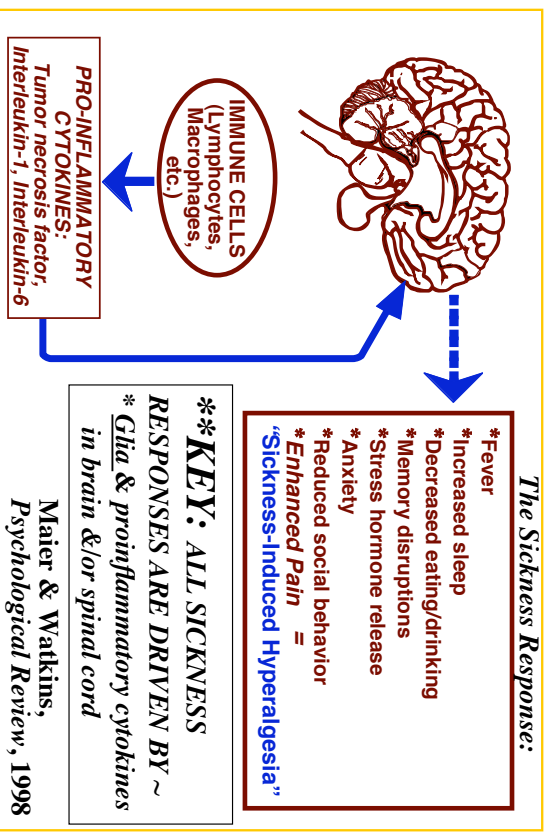 The Sickness Response:
*Fever
*Increased sleep
*Decreased eating/drinking
*Memory disruptions
*Stress hormone release
*Anxiety
*Reduced social behavior
*Enhanced Pain =
“Sickness-Induced Hyperalgesia”
IMMUNE CELLS
(Lymphocytes,
Macrophages,
etc.)
PRO-INFLAMMATORY
CYTOKINES:
Tumor necrosis factor,
Interleukin-1, Interleukin-6
**KEY: ALL SICKNESS
RESPONSES ARE DRIVEN BY ~
* Glia & proinflammatory cytokines
in brain &/or spinal cord
Maier & Watkins,
Psychological Review, 1998